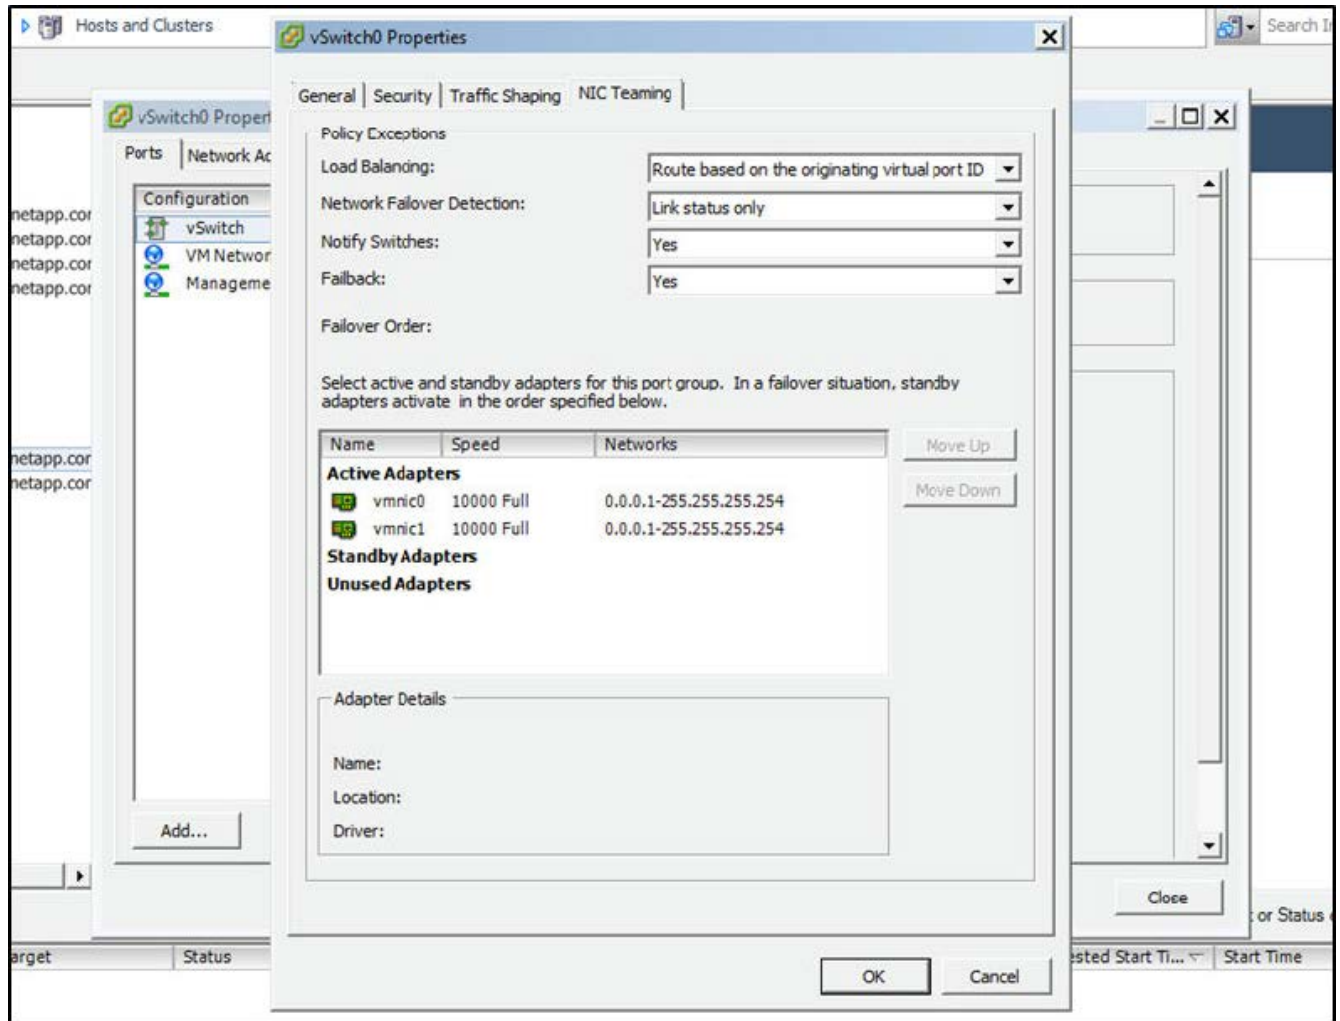 Hosts and Clusters
vSwitch0 Properties
Search In
General
Security
Traffic Shaping
NIC Teaming
vSwitch0 Propert
Ports
Network Ac
Policy Exceptions
Load Balancing:
Route based on the originating virtual port ID
Network Failover Detection:
Link status only
Notify Switches:
Yes
Failback:
Yes
Failover Order:
Configuration
vSwitch
VM Networ
Manageme
netapp.cor
netapp.cor
netapp.cor
netapp.cor
Select active and standby adapters for this port group. In a failover situation, standby
adapters activate in the order specified below.
Name Speed Networks
Active Adapters
vmnic0 10000 Full 0.0.0.1-255.255.255.254
vmnic1 10000 Full 0.0.0.1-255.255.255.254
Standby Adapters
Unused Adapters
Move Up
Move Down
netapp.cor
netapp.cor
Adapter Details
Name:
Location:
Driver:
Add...
Close
or Status
arget
Status
ested Start Ti...
Start Time
OK
Cancel